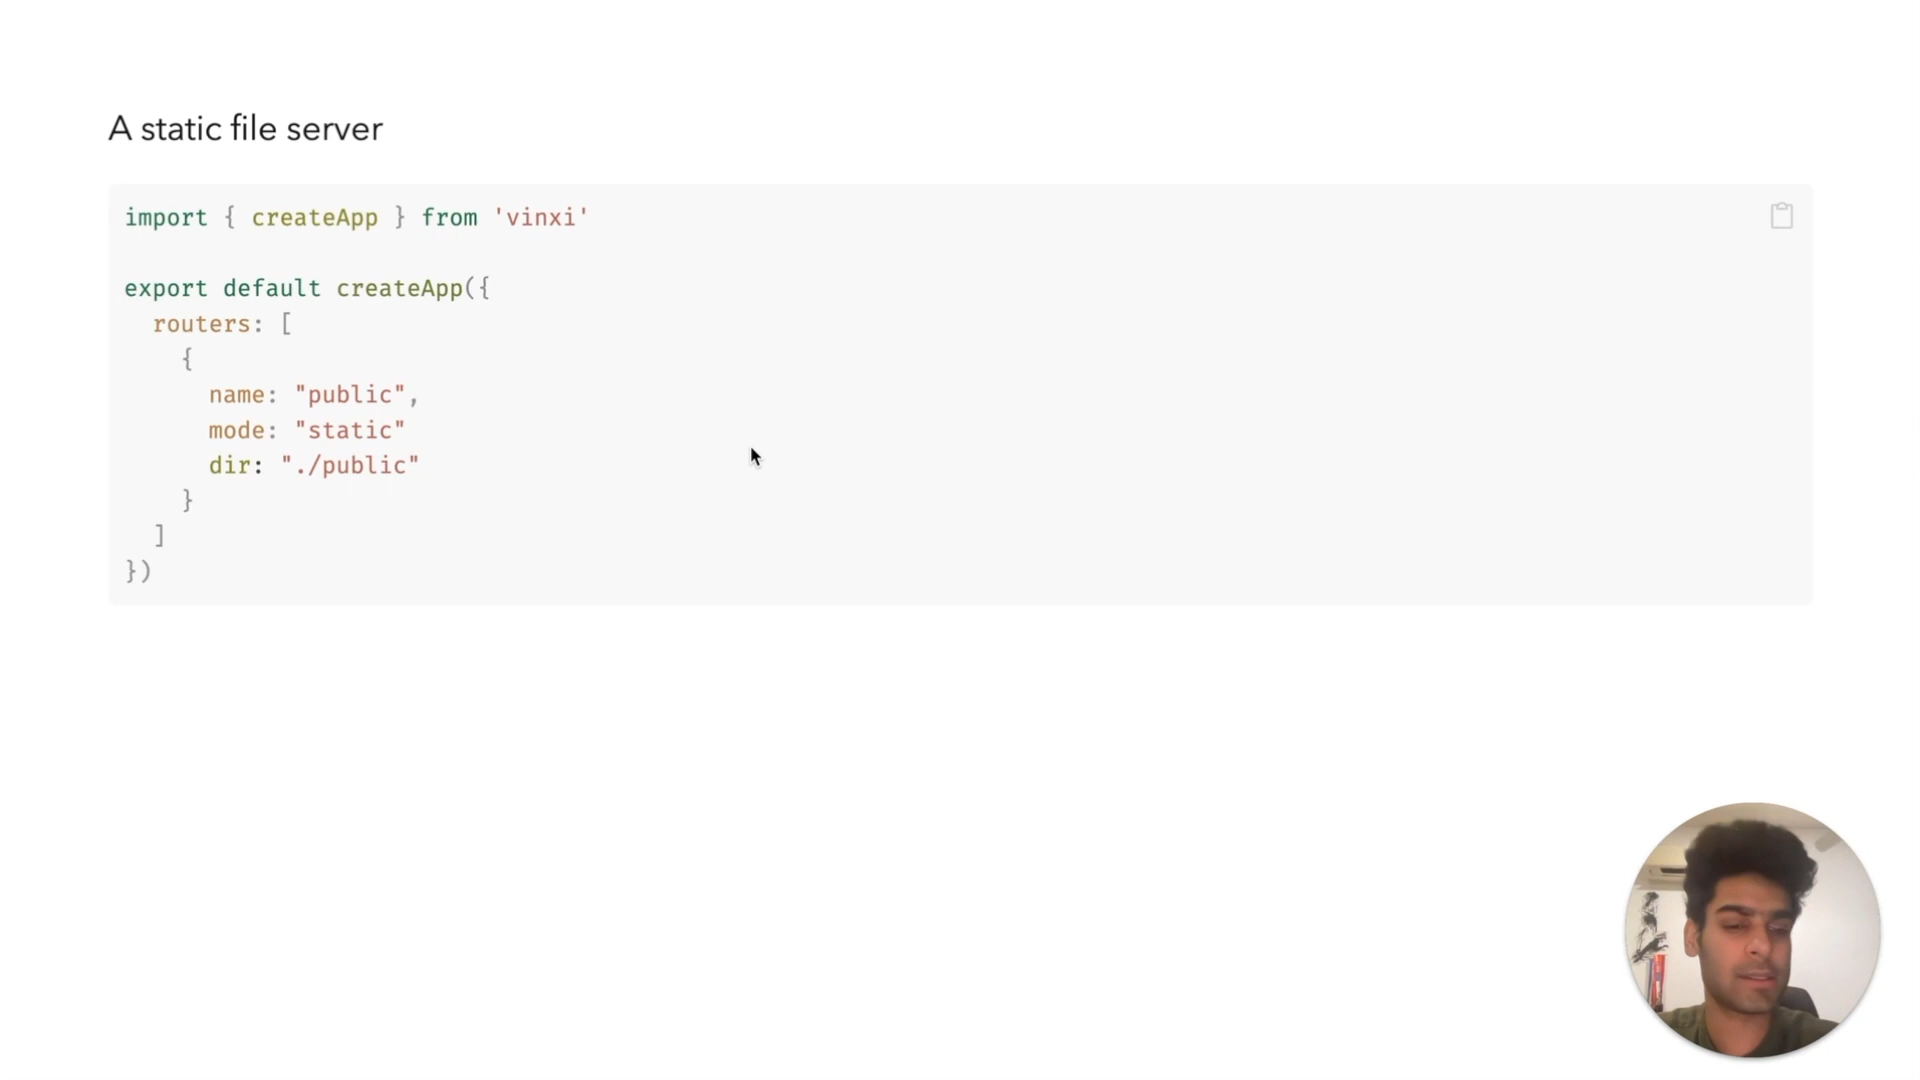 A static file server
import { createApp } from 'vinxi'
export default createApp({
routers: [
{
name: "public",
mode: "static"
dir: "./public"
}
]
})